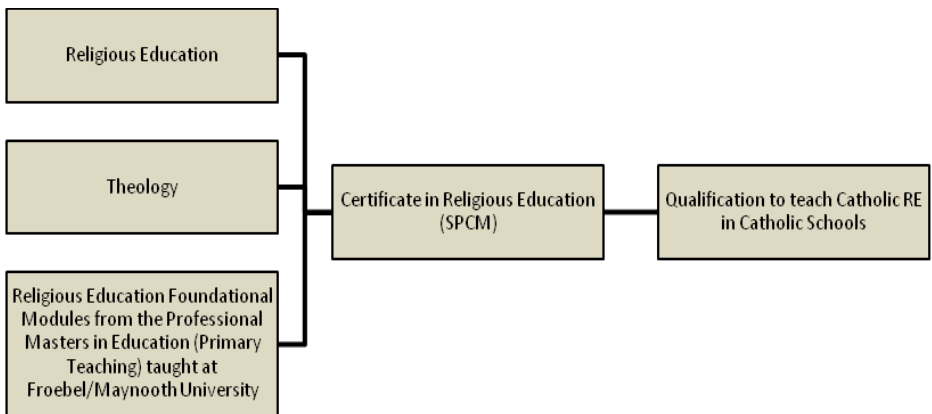 Religious Education
Theology
Religious Education Foundational
Modules from the Professional
Masters in Education (Primary
Teaching) taught at
Froebel/Maynooth University
Certificate in Religious Education
(SPCM)
Qualification to teach Catholic RE
in Catholic Schools